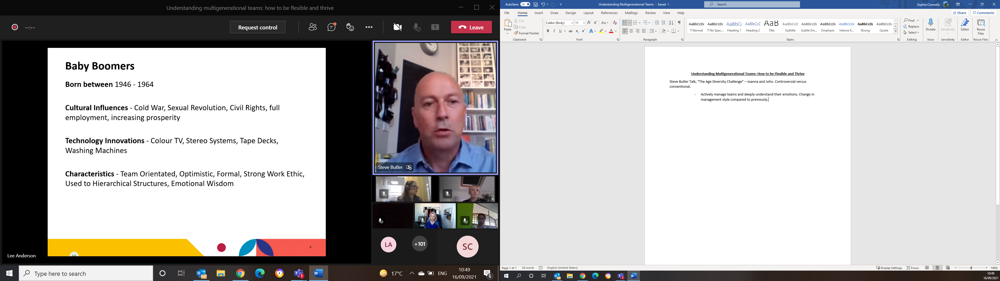 Understanding multigenerational teams: how to be flexible and thrive
--:--
Request control
Leave
Baby Boomers
Born between 1946 - 1964
Cultural Influences - Cold War, Sexual Revolution, Civil Rights, full
employment, increasing prosperity
Technology Innovations - Colour TV, Stereo Systems, Tape Decks,
Washing Machines
Characteristics - Team Orientated, Optimistic, Formal, Strong Work Ethic,
Used to Hierarchical Structures, Emotional Wisdom
6
Lee Anderson
Steve Butler
LA
+101
SC
Type here to search
17°C
ENG
10:49
16/09/2021
6
AutoSave On
Understanding Multigenerational Teams - Saved
Search
Sophie Connolly
File Home Insert Draw Design Layout References Mailings Review View Help
Share Comments
Paste
Cut
Copy
Format Painter
Clipboard
Calibri (Body) 11
Font
Paragraph
AaBbCcDc AaBbCcDc AaBbCc AaBbCcD AaB AaBbCcD AaBbCcDc AaBbCcDc AaBbCcDc AaBbCcDc AaBbCcDc
¶ Normal ¶ No Spac... Heading 1 Heading 2 Title Subtitle Subtle Em... Emphasis Intense E... Strong Quote
Styles
Find
Replace
Select
Editing
Dictate
Voice
Sensitivity
Sensitivity
Editor
Editor
Reuse
Files
Reuse Files
Understanding Multigenerational Teams: How to be Flexible and Thrive
Steve Butler Talk, “The Age Diversity Challenge” – Joanna and John. Controversial versus
conventional.
- Actively manage teams and deeply understand their emotions. Change in
management style compared to previously.
Page 1 of 1 38 words English (United States)
Display Settings Focus 100%
10:49
16/09/2021